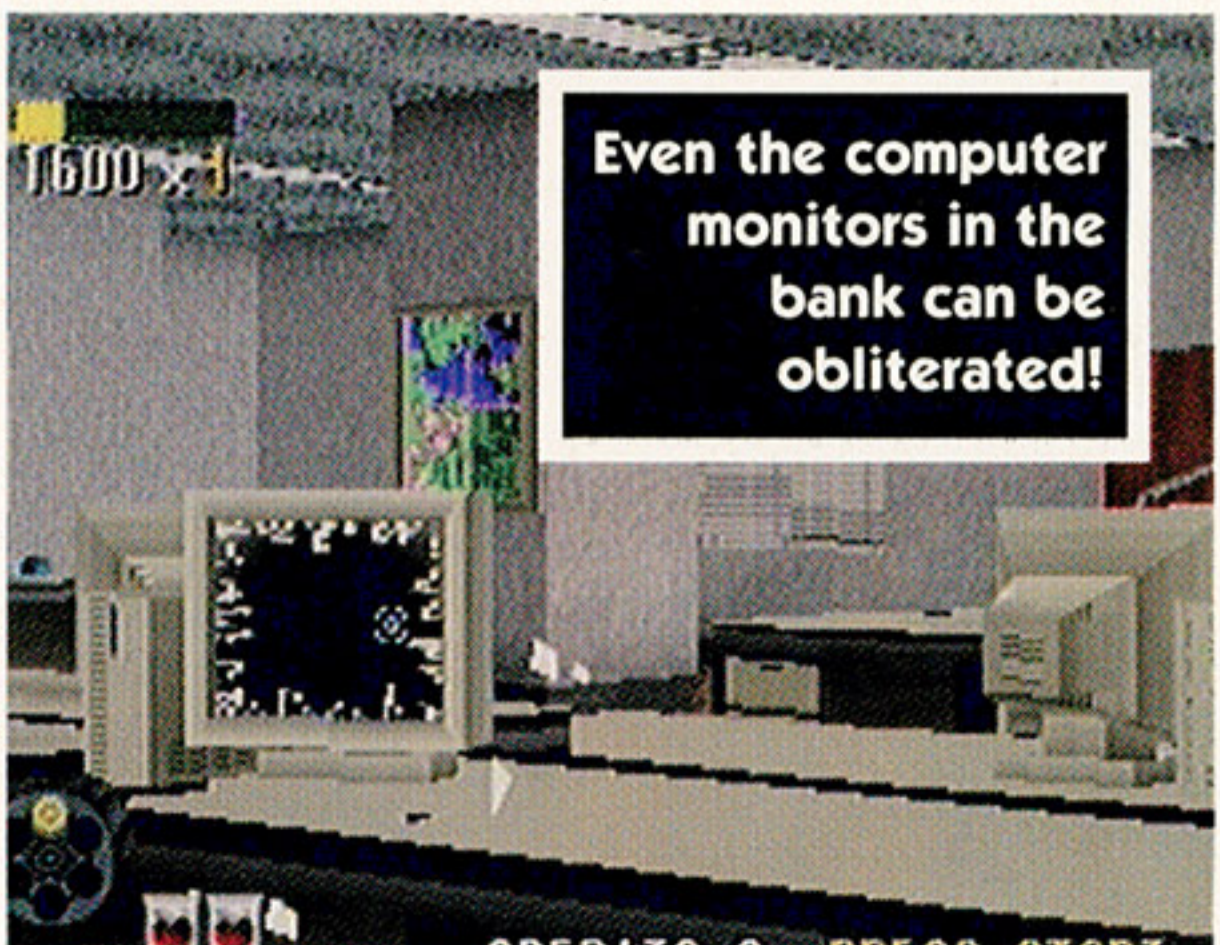 1600 x 1
Even the computer
monitors in the
bank can be
obliterated!